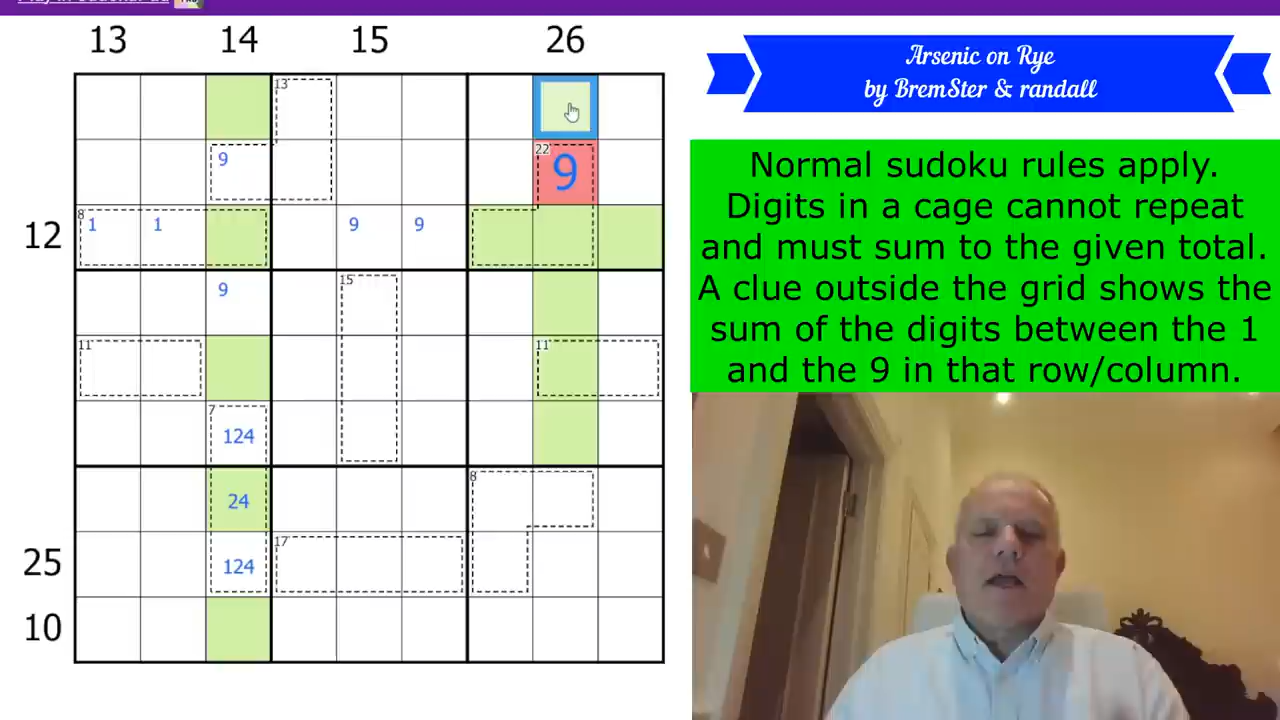 Play in SudokuPad
13 14 15 26
Arsenic on Rye
by BremSter & randall
13
9 22 9
8 1 1 9 9
12
9 15
11 11
7
124
24 8
124 17
25
10
Normal sudoku rules apply.
Digits in a cage cannot repeat
and must sum to the given total.
A clue outside the grid shows the
sum of the digits between the 1
and the 9 in that row/column.